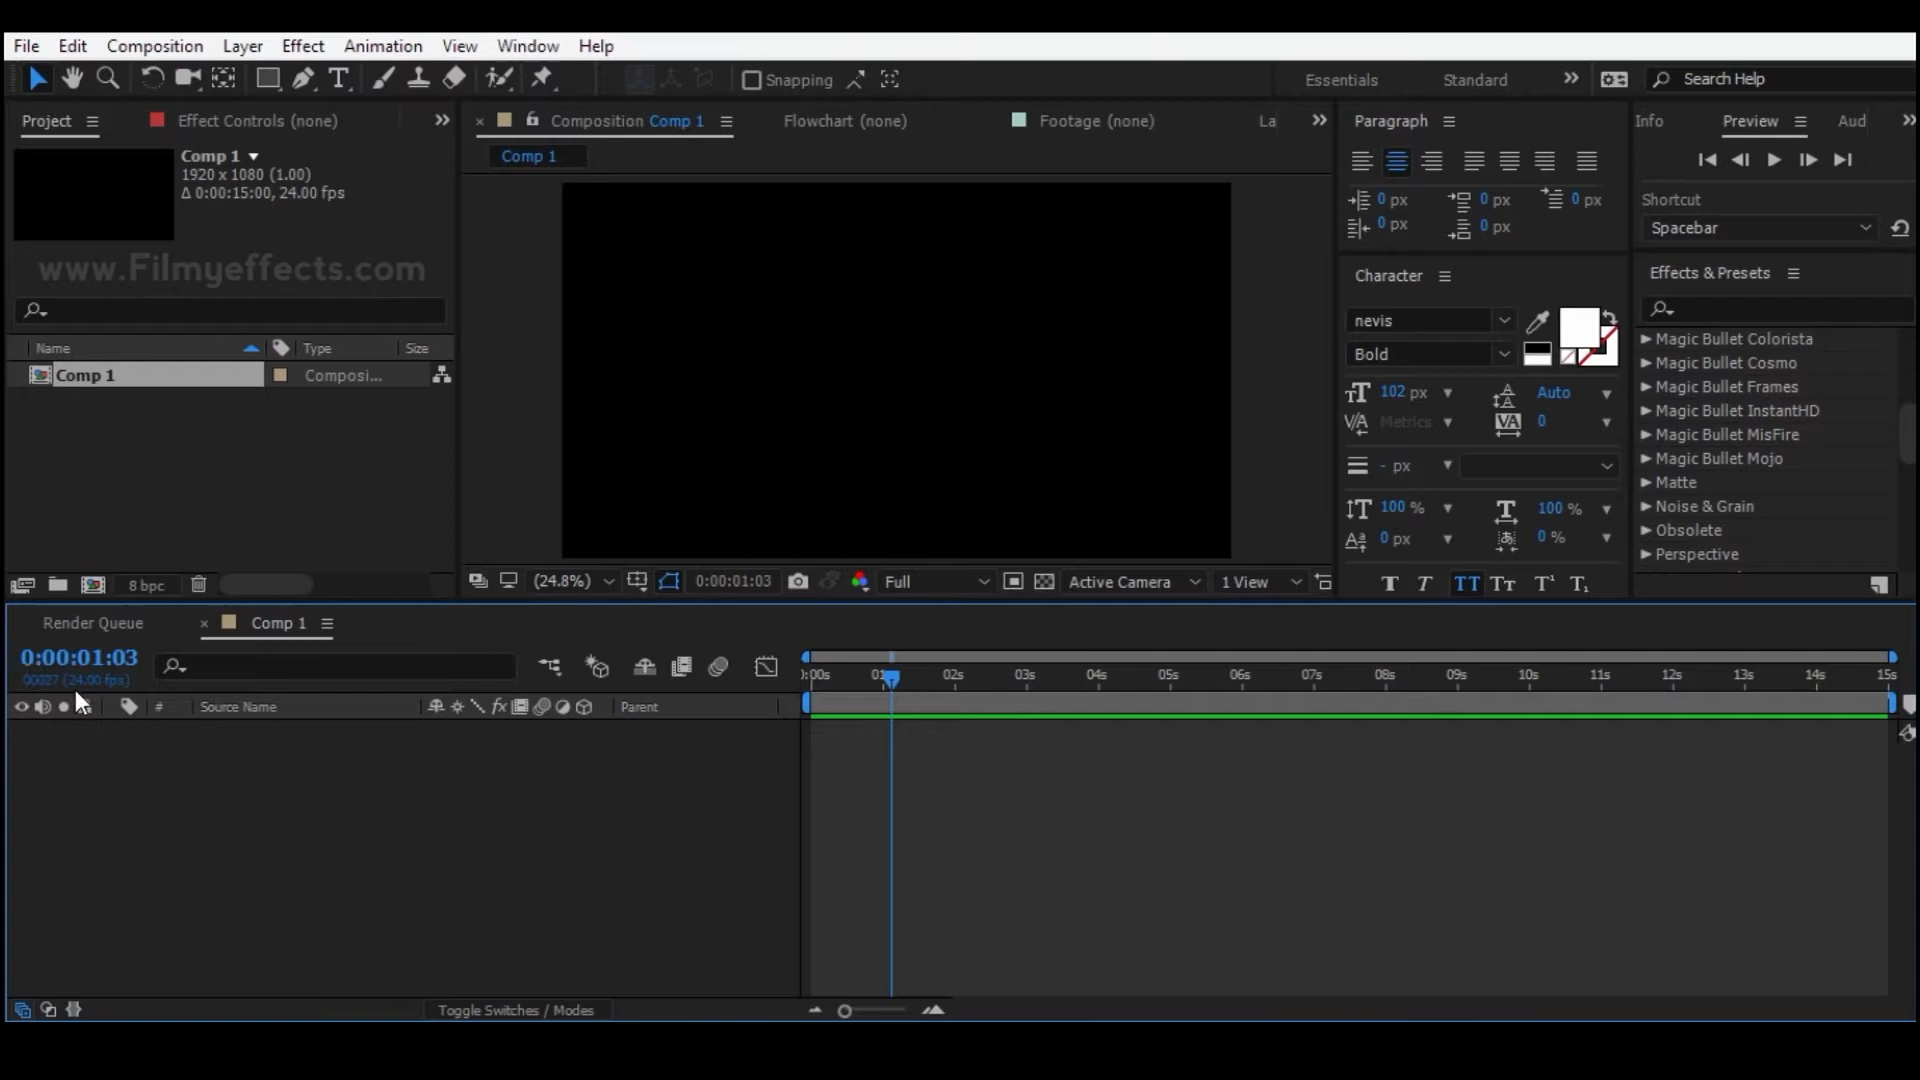 File Edit Composition Layer Effect Animation View Window Help
Snapping Essentials Standard Search Help
Project Effect Controls (none) Composition Comp 1 Flowchart (none) Footage (none) La Paragraph Info Preview Aud
Comp 1
1920 x 1080 (1.00)
Δ 0:00:15:00, 24.00 fps
www.Filmyeffects.com
Comp 1
0 px 0 px 0 px
0 px 0 px
Shortcut
Spacebar
Character
Effects & Presets
nevis
Bold
102 px Auto
Metrics 0
- px
100 % 100 %
0 px 0 %
T T TT Tт T¹ T₁
Magic Bullet Colorista
Magic Bullet Cosmo
Magic Bullet Frames
Magic Bullet InstantHD
Magic Bullet MisFire
Magic Bullet Mojo
Matte
Noise & Grain
Obsolete
Perspective
Name Type Size
Comp 1 Composi...
8 bpc
(24.8%) 0:00:01:03 Full Active Camera 1 View
Render Queue Comp 1
0:00:01:03
00027 (24.00 fps)
# Source Name fx Parent
):00s 01 02s 03s 04s 05s 06s 07s 08s 09s 10s 11s 12s 13s 14s 15s
Toggle Switches / Modes